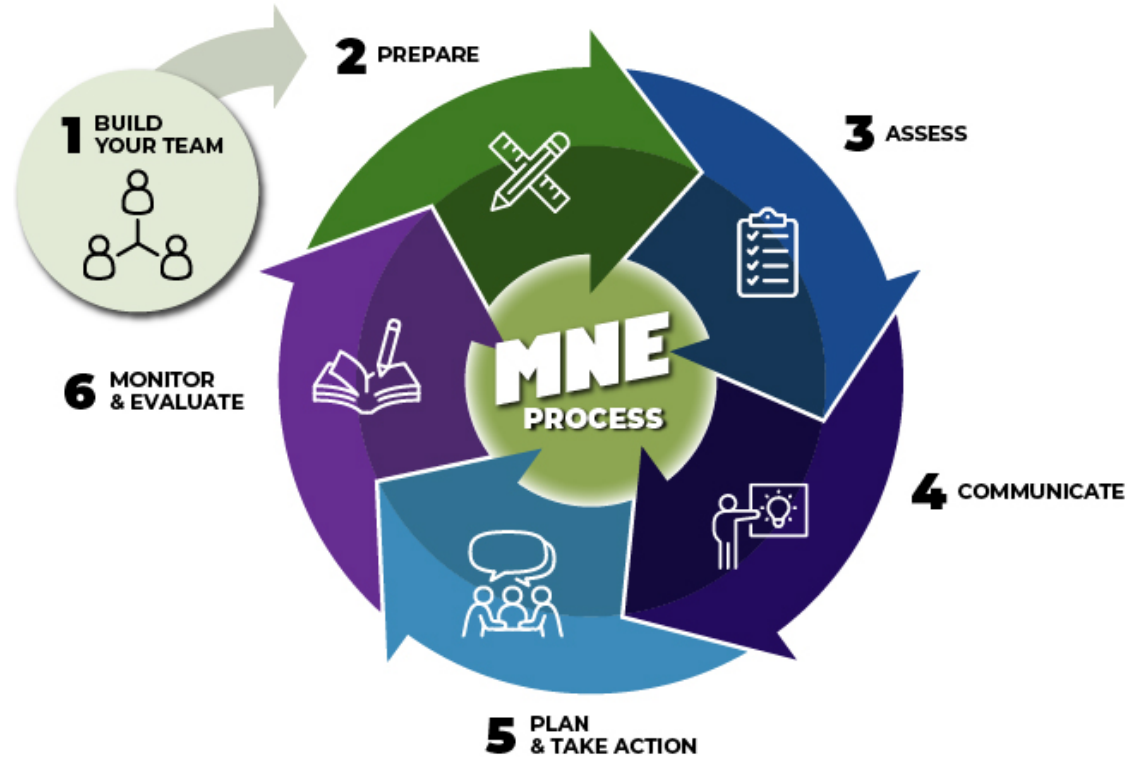 1 BUILD
YOUR TEAM
2 PREPARE
3 ASSESS
4 COMMUNICATE
5 PLAN
& TAKE ACTION
6 MONITOR
& EVALUATE
MNE
PROCESS